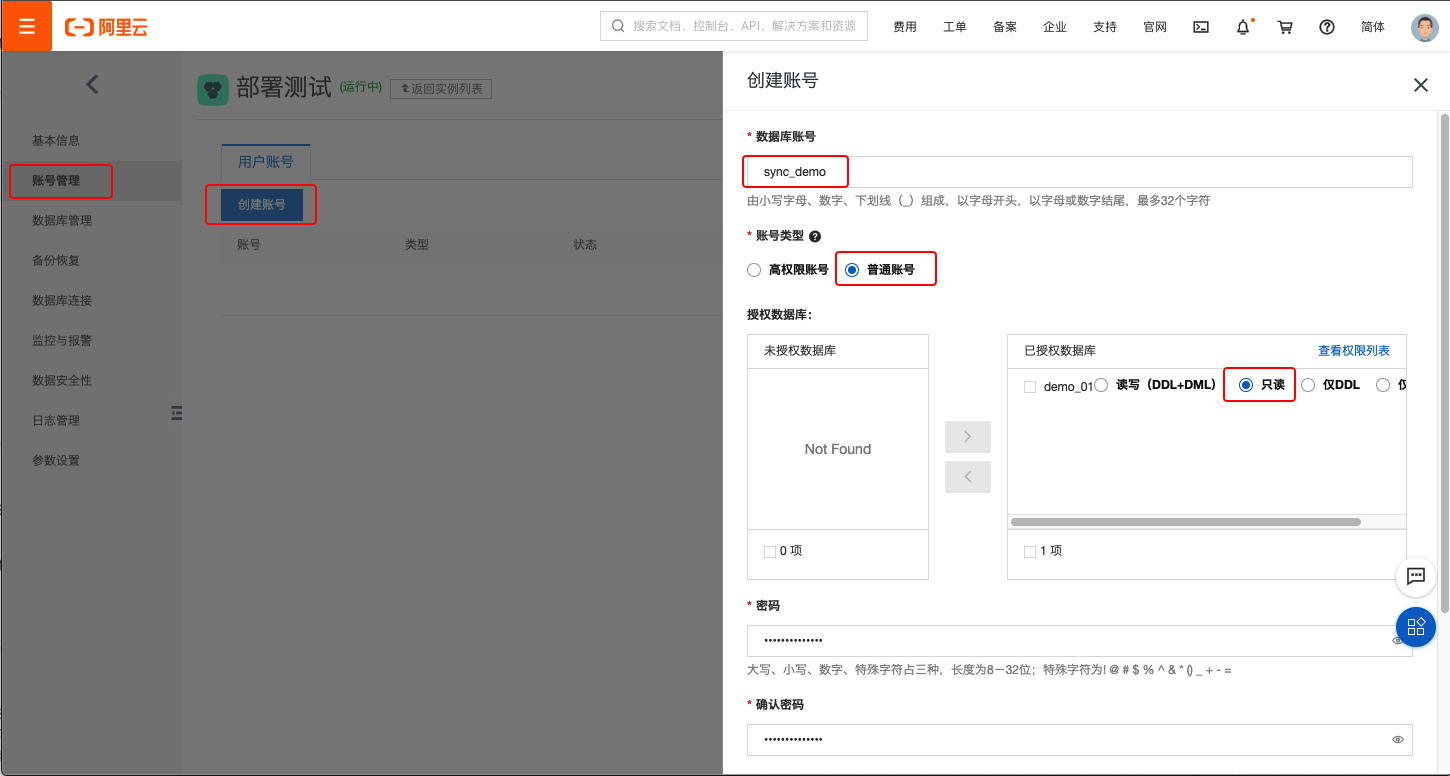 阿里云
搜索文档、控制台、API、解决方案和资源
费用 工单 备案 企业 支持 官网 简体
部署测试 (运行中) 返回实例列表
基本信息
账号管理
数据库管理
备份恢复
数据库连接
监控与报警
数据安全性
日志管理
参数设置
用户账号
创建账号
账号 类型 状态
创建账号
* 数据库账号
sync_demo
由小写字母、数字、下划线（_）组成，以字母开头，以字母或数字结尾，最多32个字符
* 账号类型
高权限账号 普通账号
授权数据库：
未授权数据库
Not Found
0 项
已授权数据库 查看权限列表
demo_01 读写（DDL+DML） 只读 仅DDL 仅
1 项
* 密码
••••••••••••••
大写、小写、数字、特殊字符占三种，长度为8－32位；特殊字符为! @ # $ % ^ & * () _ + - =
* 确认密码
••••••••••••••